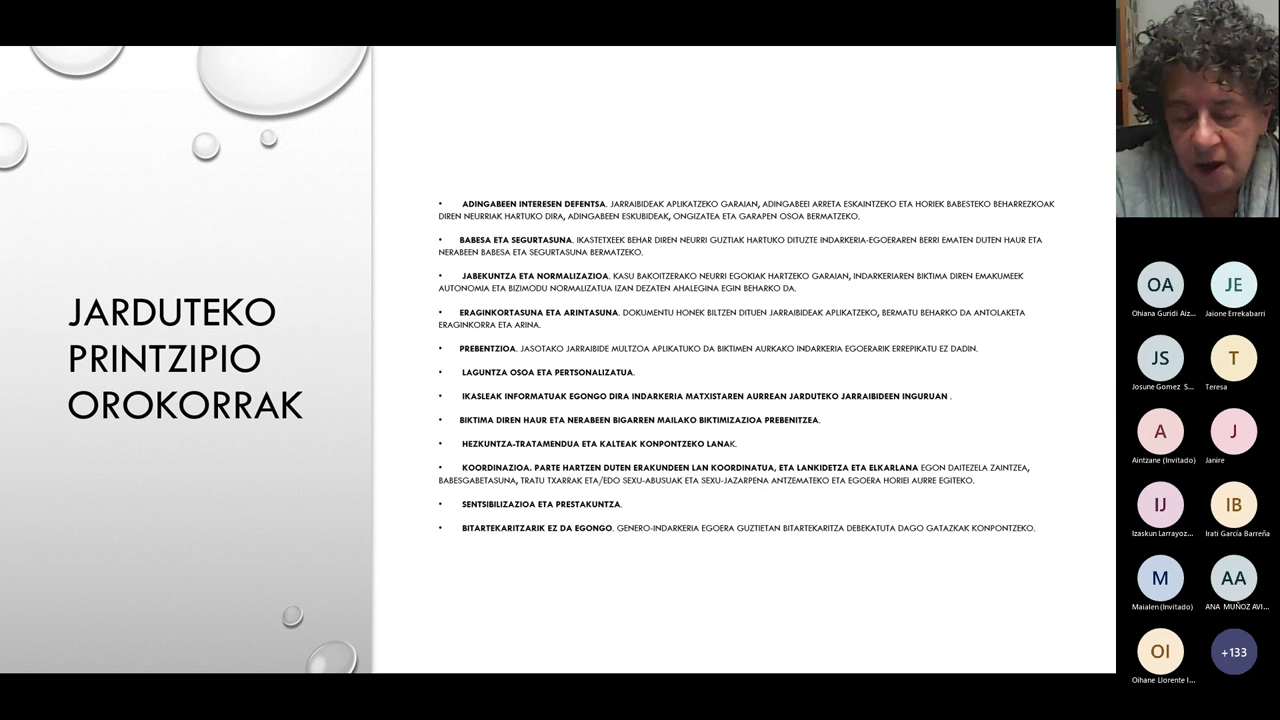 JARDUTEKO
PRINTZIPIO
OROKORRAK
• ADINGABEEN INTERESEN DEFENTSA. JARRAIBIDEAK APLIKATZEKO GARAIAN, ADINGABEEI ARRETA ESKAINTZEKO ETA HORIEK BABESTEKO BEHARREZKOAK
DIREN NEURRIAK HARTUKO DIRA, ADINGABEEN ESKUBIDEAK, ONGIZATEA ETA GARAPEN OSOA BERMATZEKO.
• BABESA ETA SEGURTASUNA. IKASTETXEEK BEHAR DIREN NEURRI GUZTIAK HARTUKO DITUZTE INDARKERIA-EGOERAREN BERRI EMATEN DUTEN HAUR ETA
NERABEEN BABESA ETA SEGURTASUNA BERMATZEKO.
• JABEKUNTZA ETA NORMALIZAZIOA. KASU BAKOITZERAKO NEURRI EGOKIAK HARTZEKO GARAIAN, INDARKERIAREN BIKTIMA DIREN EMAKUMEEK
AUTONOMIA ETA BIZIMODU NORMALIZATUA IZAN DEZATEN AHALEGINA EGIN BEHARKO DA.
• ERAGINKORTASUNA ETA ARINTASUNA. DOKUMENTU HONEK BILTZEN DITUEN JARRAIBIDEAK APLIKATZEKO, BERMATU BEHARKO DA ANTOLAKETA
ERAGINKORRA ETA ARINA.
• PREBENTZIOA. JASOTAKO JARRAIBIDE MULTZOA APLIKATUKO DA BIKTIMEN AURKAKO INDARKERIA EGOERARIK ERREPIKATU EZ DADIN.
• LAGUNTZA OSOA ETA PERTSONALIZATUA.
• IKASLEAK INFORMATUAK EGONGO DIRA INDARKERIA MATXISTAREN AURREAN JARDUTEKO JARRAIBIDEEN INGURUAN .
• BIKTIMA DIREN HAUR ETA NERABEEN BIGARREN MAILAKO BIKTIMIZAZIOA PREBENITZEA.
• HEZKUNTZA-TRATAMENDUA ETA KALTEAK KONPONTZEKO LANAK.
• KOORDINAZIOA. PARTE HARTZEN DUTEN ERAKUNDEEN LAN KOORDINATUA, ETA LANKIDETZA ETA ELKARLANA EGON DAITEZELA ZAINTZEA,
BABESGABETASUNA, TRATU TXARRAK ETA/EDO SEXU-ABUSUAK ETA SEXU-JAZARPENA ANTZEMATEKO ETA EGOERA HORIEI AURRE EGITEKO.
• SENTSIBILIZAZIOA ETA PRESTAKUNTZA.
• BITARTEKARITZARIK EZ DA EGONGO. GENERO-INDARKERIA EGOERA GUZTIETAN BITARTEKARITZA DEBEKATUTA DAGO GATAZKAK KONPONTZEKO.
OA JE
Ohiana Guridi Aiz... Jaione Errekabarri
JS T
Josune Gomez S... Teresa
A J
Aintzane (Invitado) Janire
IJ IB
Izaskun Larrayoz... Irati García Barreña
M AA
Maialen (Invitado) ANA MUÑOZ AVI...
OI +133
Oihane Llorente I...